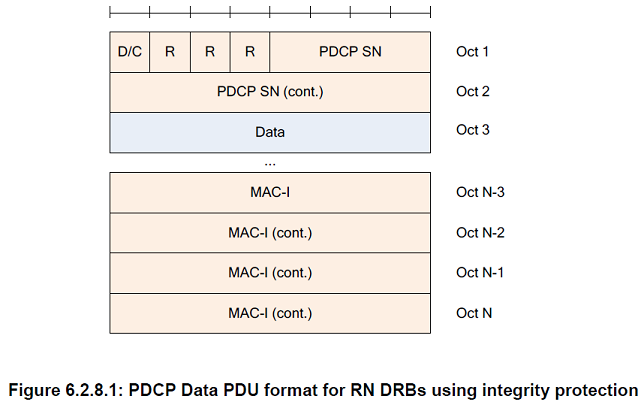 D/C R R R PDCP SN Oct 1
PDCP SN (cont.) Oct 2
Data Oct 3
...
MAC-I Oct N-3
MAC-I (cont.) Oct N-2
MAC-I (cont.) Oct N-1
MAC-I (cont.) Oct N
Figure 6.2.8.1: PDCP Data PDU format for RN DRBs using integrity protection